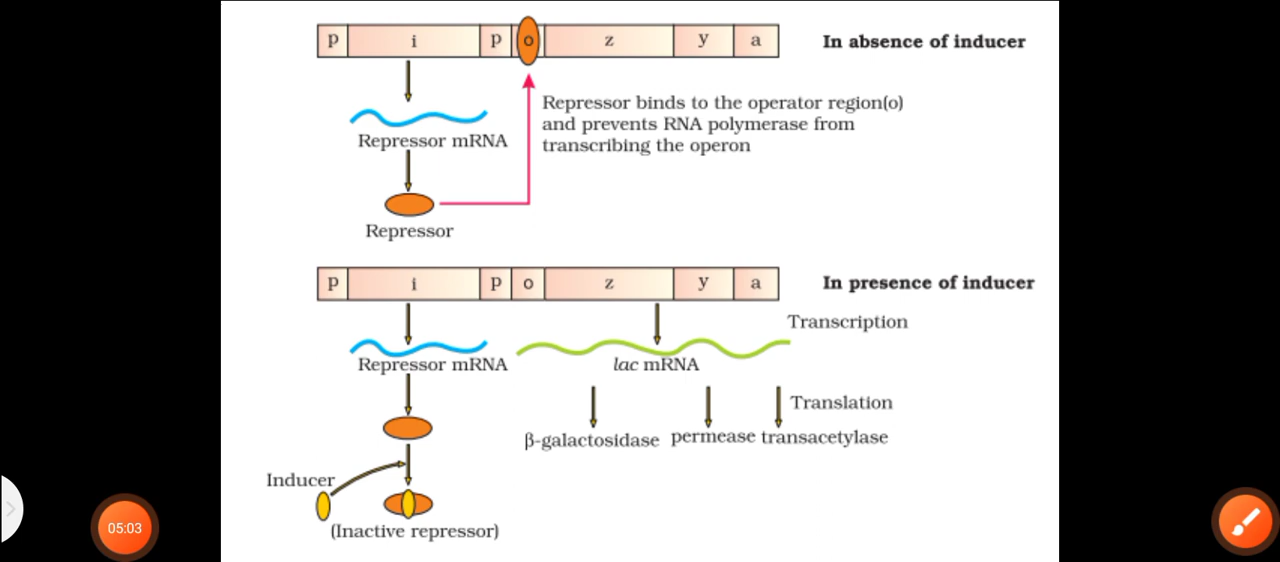 p i p o z y a In absence of inducer
Repressor binds to the operator region(o)
and prevents RNA polymerase from
transcribing the operon
Repressor mRNA
Repressor
p i p o z y a In presence of inducer
Transcription
Repressor mRNA lac mRNA
Translation
β-galactosidase permease transacetylase
Inducer
(Inactive repressor)
05:03